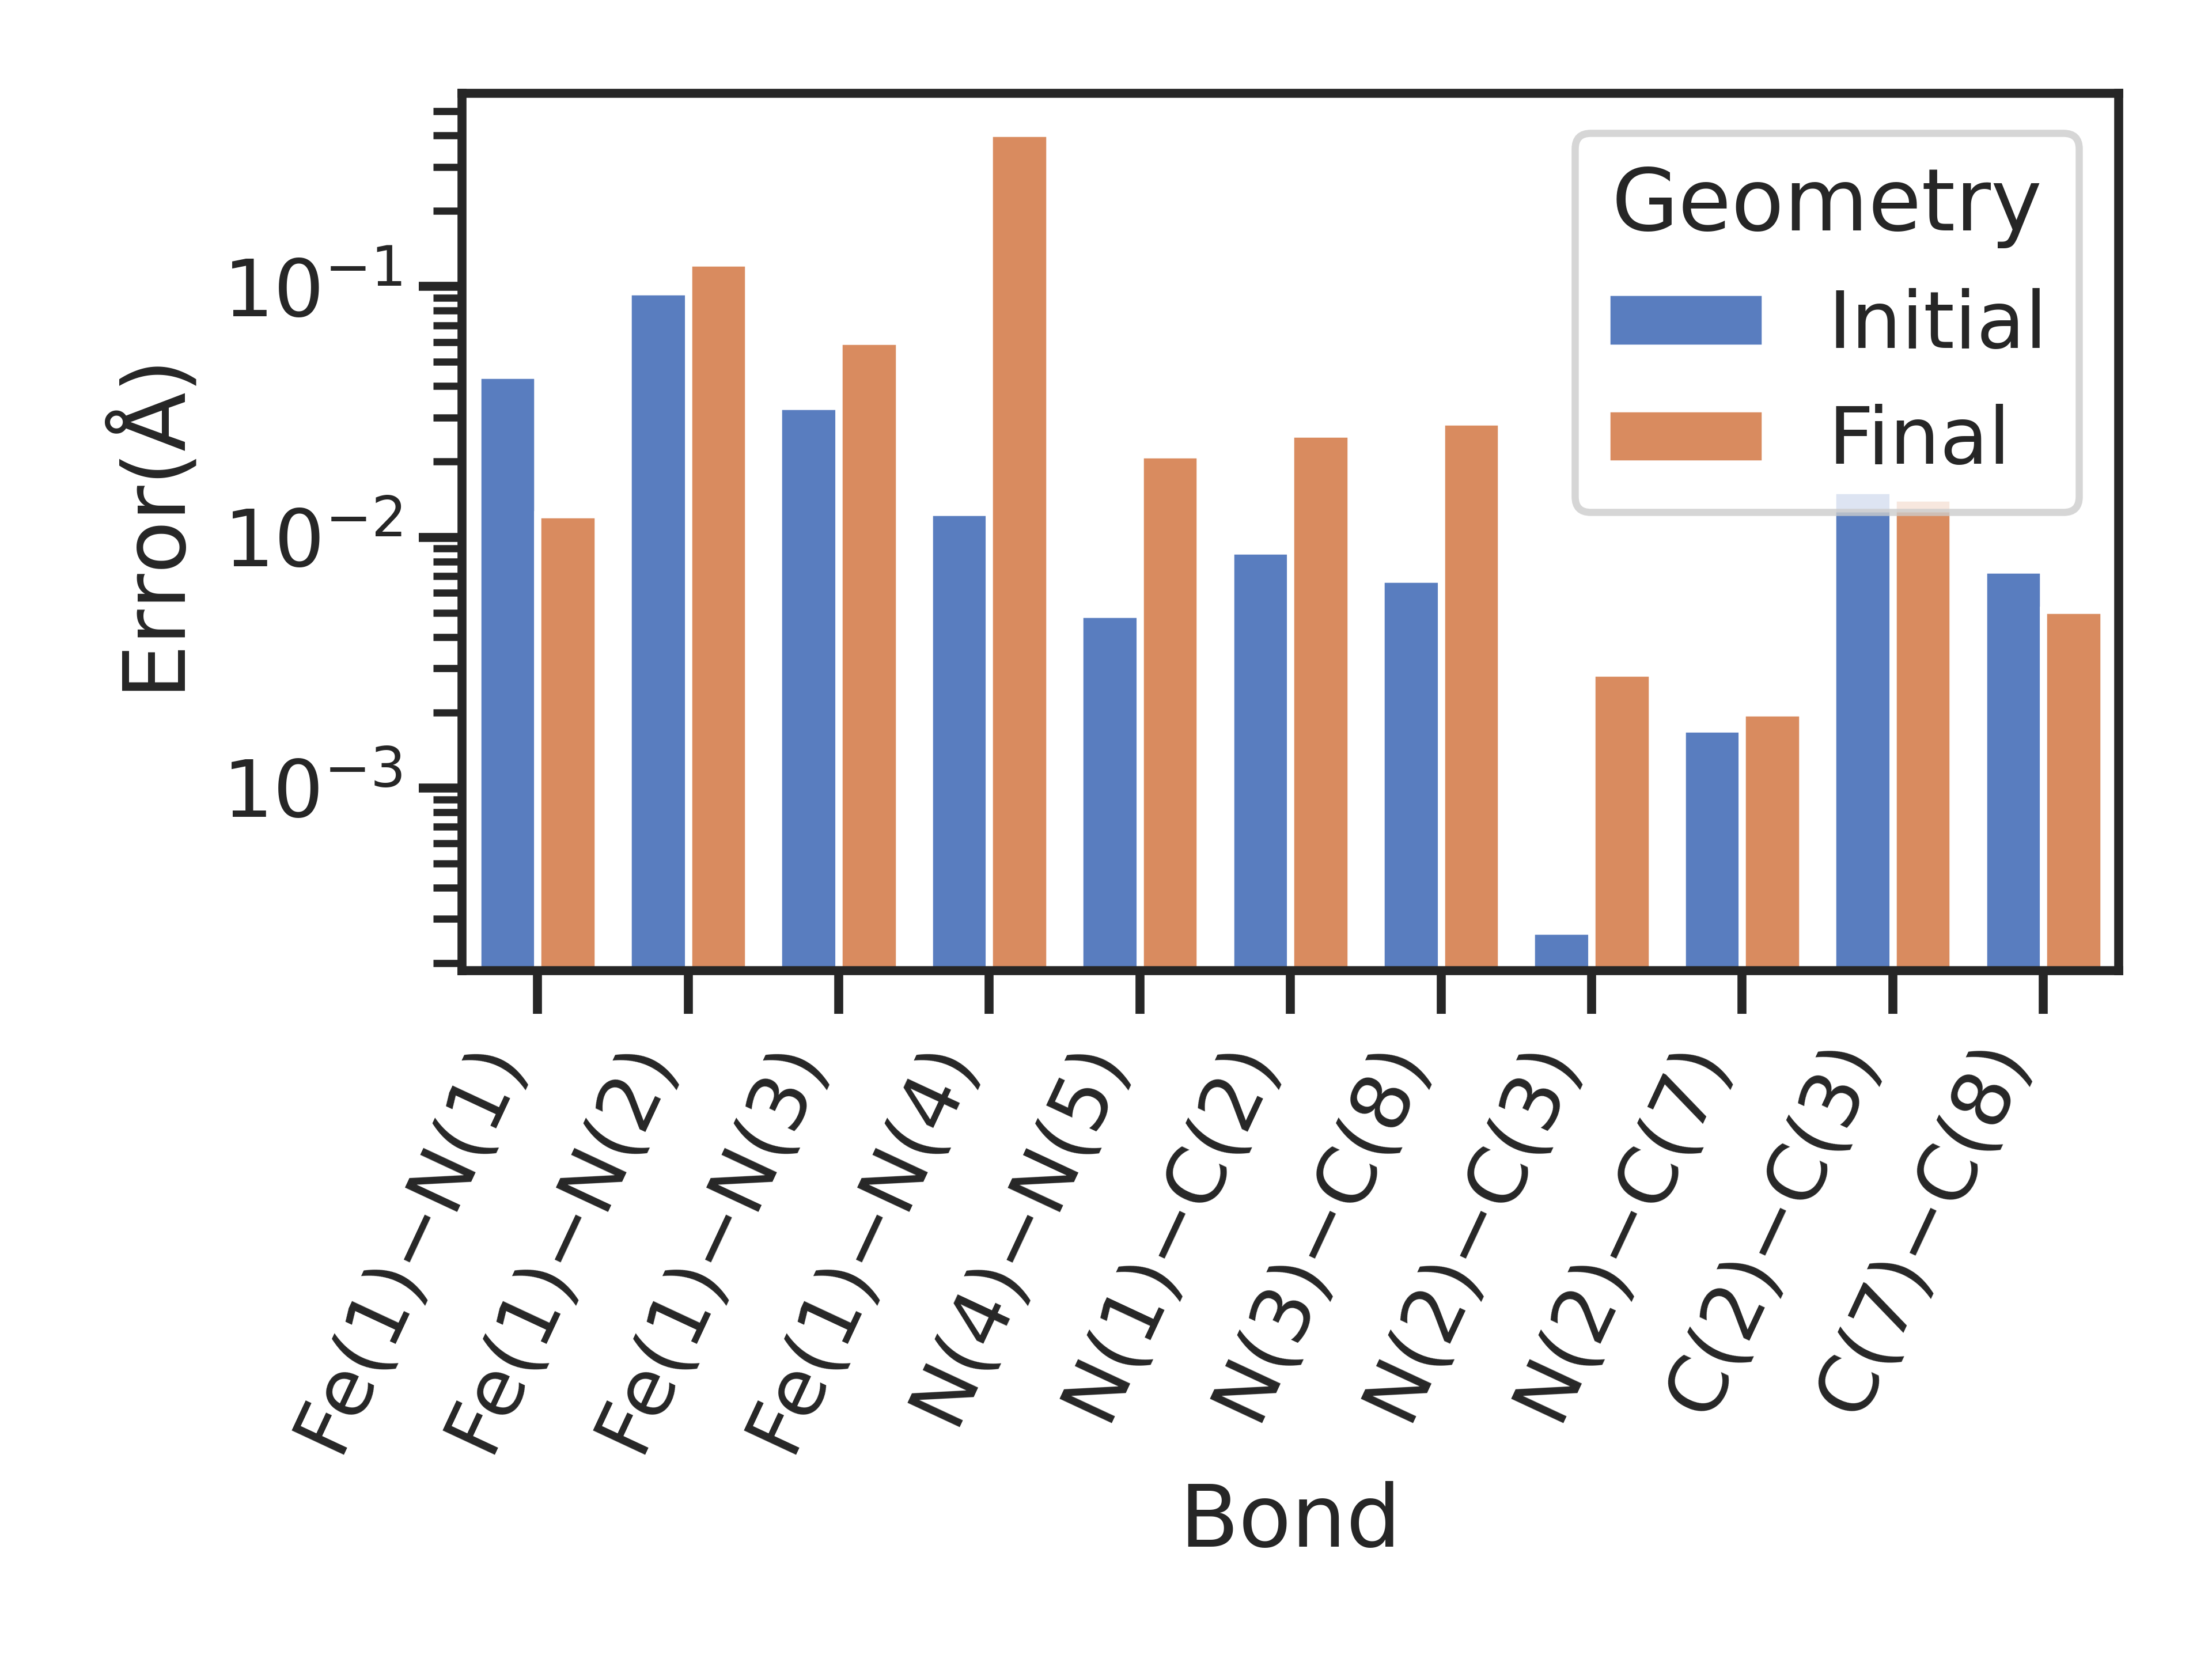 Error(Å)
10⁻¹
10⁻²
10⁻³
Geometry
Initial
Final
Fe(1)−N(1)
Fe(1)−N(2)
Fe(1)−N(3)
Fe(1)−N(4)
N(4)−N(5)
N(1)−C(2)
N(3)−C(8)
N(2)−C(3)
N(2)−C(7)
C(2)−C(3)
C(7)−C(8)
Bond